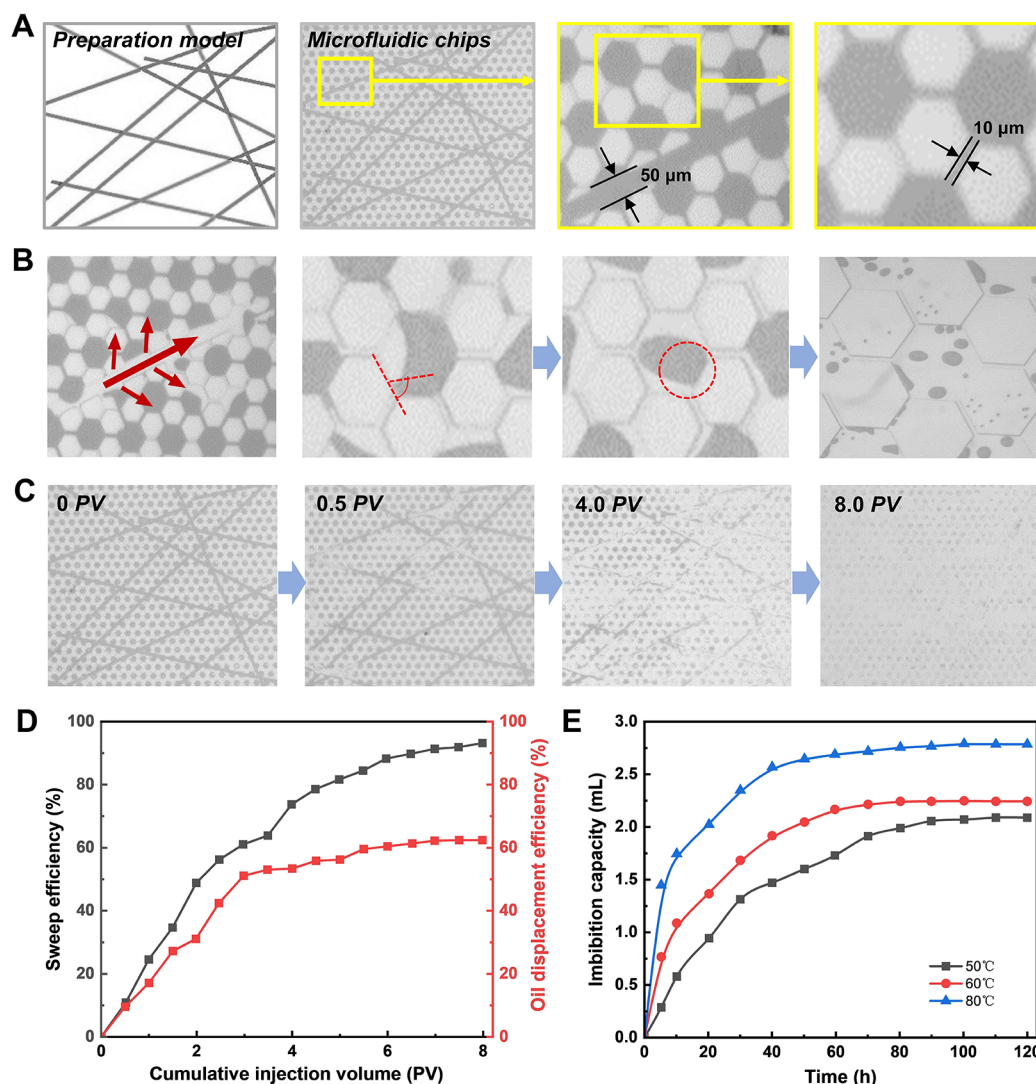 A
Preparation model
Microfluidic chips
50 μm
10 μm
B
C
0 PV
0.5 PV
4.0 PV
8.0 PV
D
100
80
60
40
20
0
Sweep efficiency (%)
100
80
60
40
20
0
Oil displacement efficiency (%)
0 2 4 6 8
Cumulative injection volume (PV)
E
3.0
2.5
2.0
1.5
1.0
0.5
0.0
Imbibition capacity (mL)
50℃
60℃
80℃
0 20 40 60 80 100 120
Time (h)